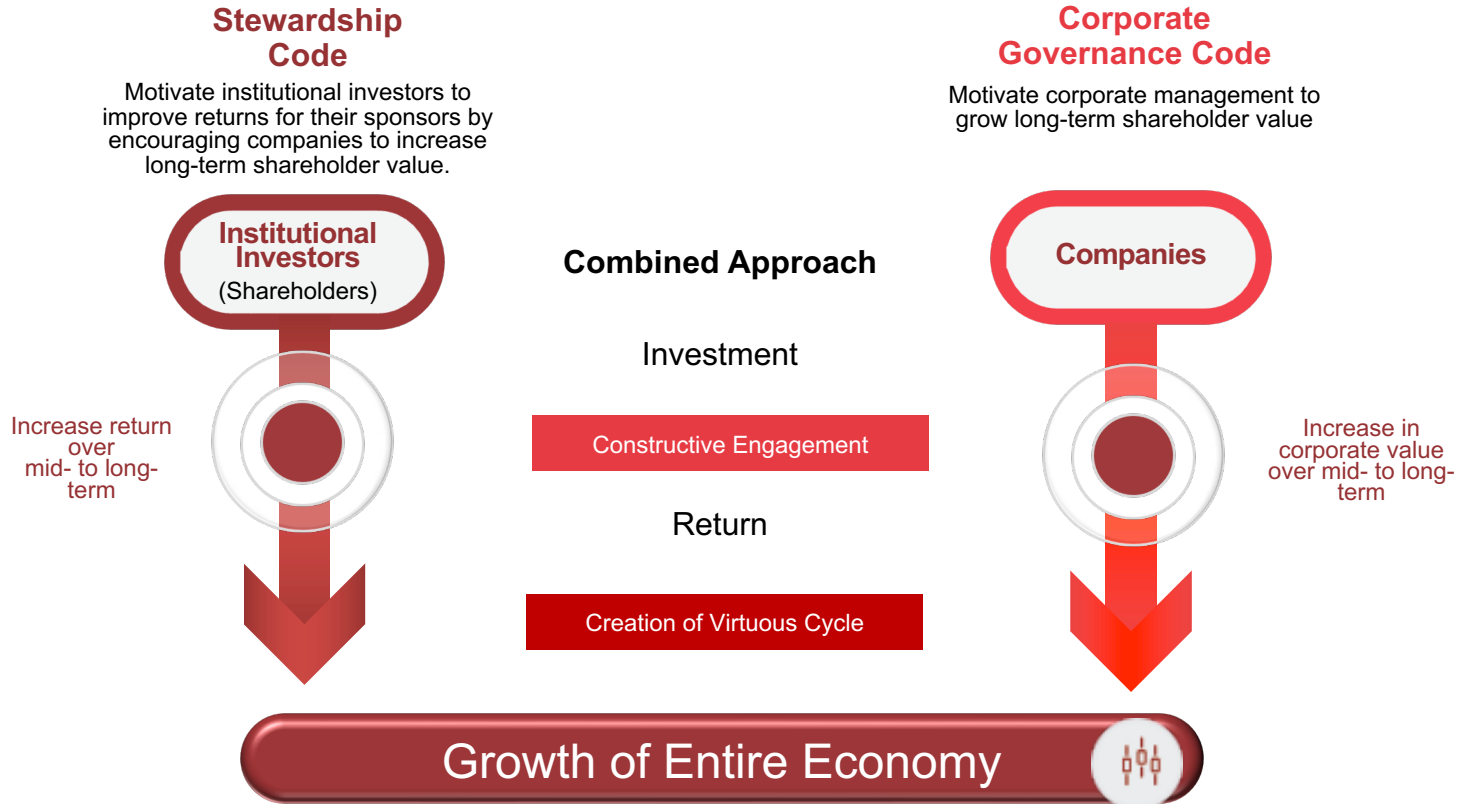 Stewardship
Code
Motivate institutional investors to
improve returns for their sponsors by
encouraging companies to increase
long-term shareholder value.
Corporate
Governance Code
Motivate corporate management to
grow long-term shareholder value
Institutional
Investors
(Shareholders)
Combined Approach
Companies
Investment
Increase return
over
mid- to long-
term
Constructive Engagement
Increase in
corporate value
over mid- to long-
term
Return
Creation of Virtuous Cycle
Growth of Entire Economy